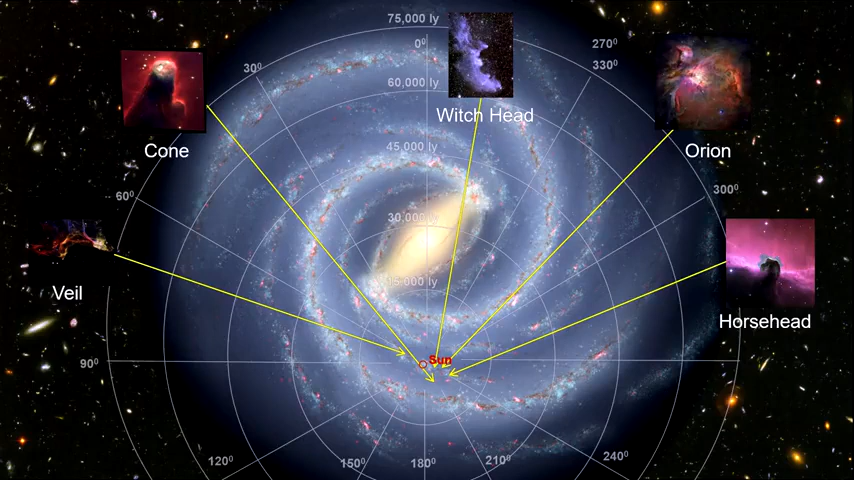 75,000 ly
0⁰
270⁰
330⁰
30⁰
60,000 ly
Witch Head
Cone
Orion
45,000 ly
60⁰
300⁰
30,000 ly
15,000 ly
Veil
Horsehead
Sun
90⁰
120⁰
150⁰
180⁰
210⁰
240⁰